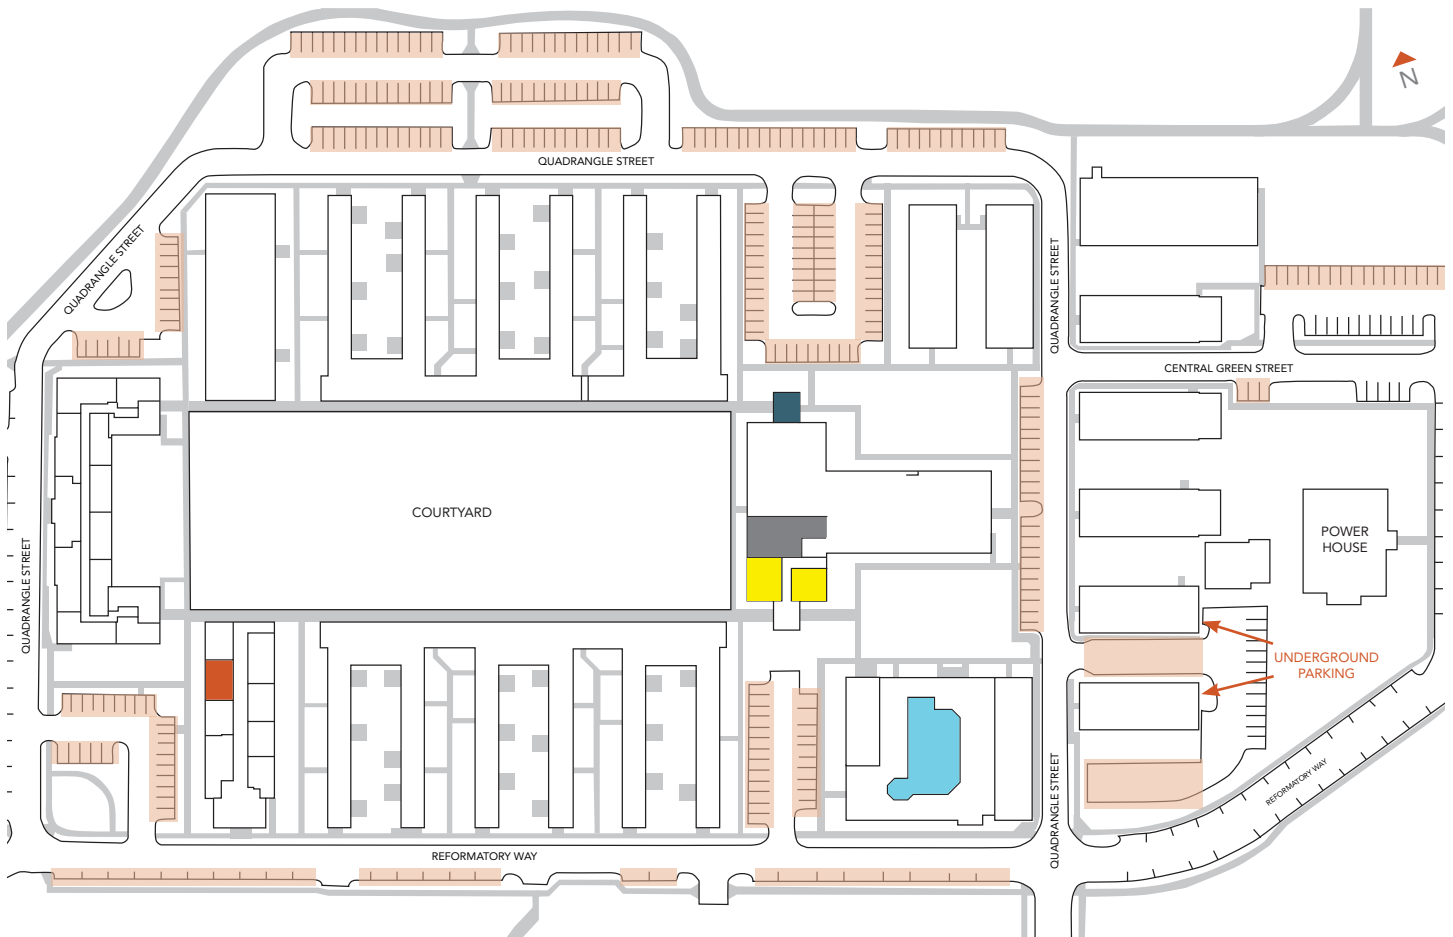 N
QUADRANGLE STREET
QUADRANGLE STREET
QUADRANGLE STREET
CENTRAL GREEN STREET
COURTYARD
POWER
HOUSE
QUADRANGLE STREET
UNDERGROUND
PARKING
QUADRANGLE STREET
REFORMATORY WAY
REFORMATORY WAY